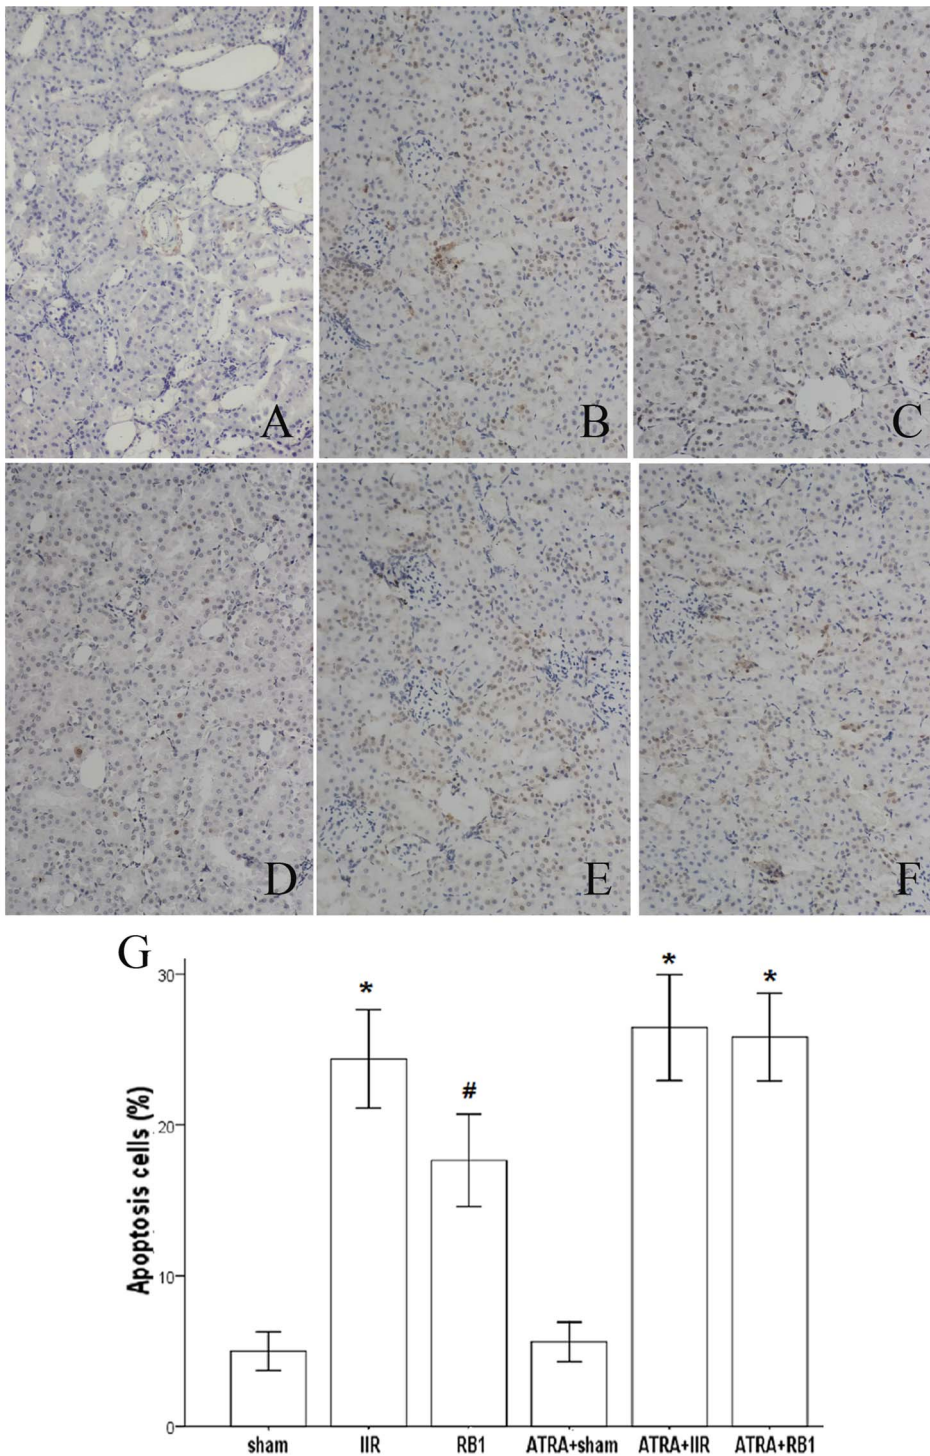 A
B
C
D
E
F
G
30
*
*
*
#
20
Apoptosis cells (%)
10
0
sham
IIR
RB1
ATRA+sham
ATRA+IIR
ATRA+RB1